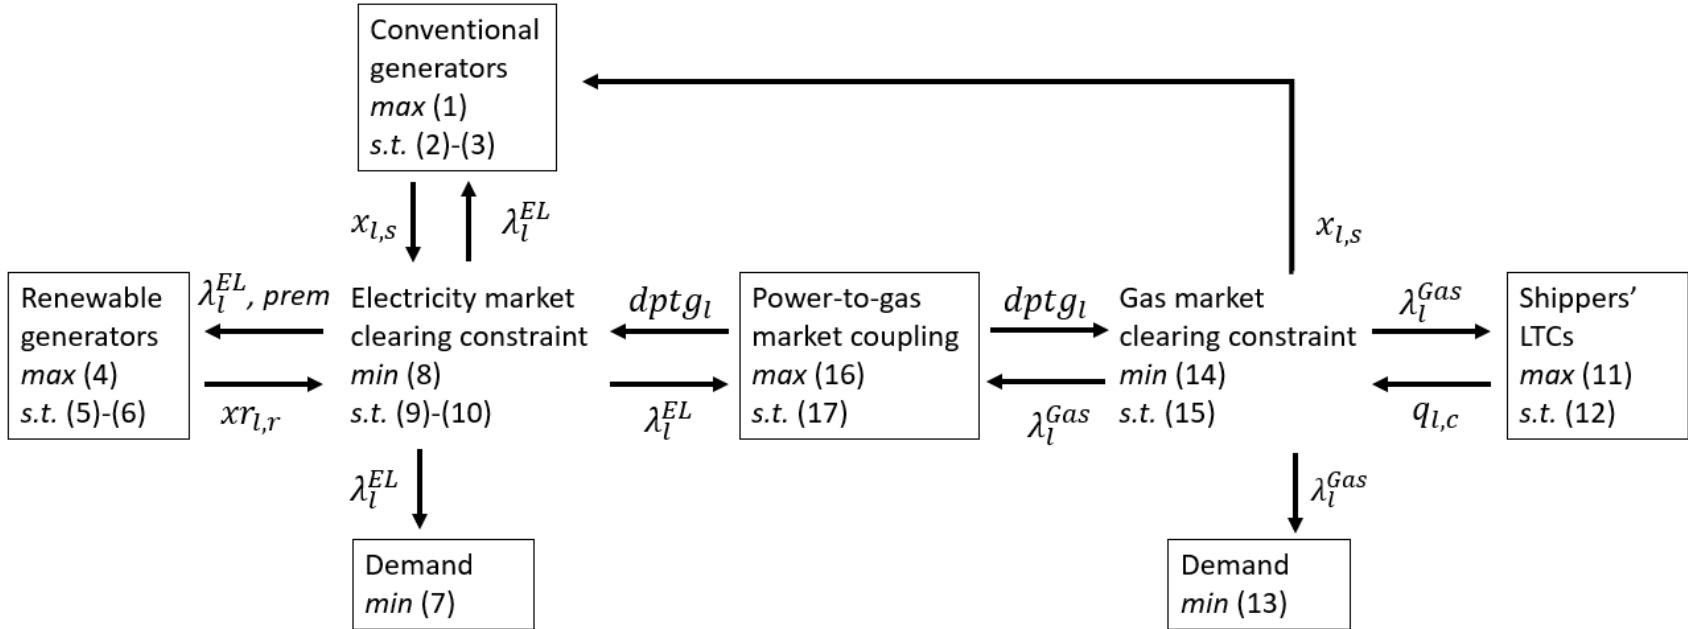 Conventional
generators
max (1)
s.t. (2)-(3)
x_{l,s}
λ_l^{EL}
x_{l,s}
Renewable
generators
max (4)
s.t. (5)-(6)
λ_l^{EL}, prem
xr_{l,r}
Electricity market
clearing constraint
min (8)
s.t. (9)-(10)
dptg_l
λ_l^{EL}
Power-to-gas
market coupling
max (16)
s.t. (17)
dptg_l
λ_l^{Gas}
Gas market
clearing constraint
min (14)
s.t. (15)
λ_l^{Gas}
q_{l,c}
Shippers’
LTCs
max (11)
s.t. (12)
λ_l^{EL}
λ_l^{Gas}
Demand
min (7)
Demand
min (13)